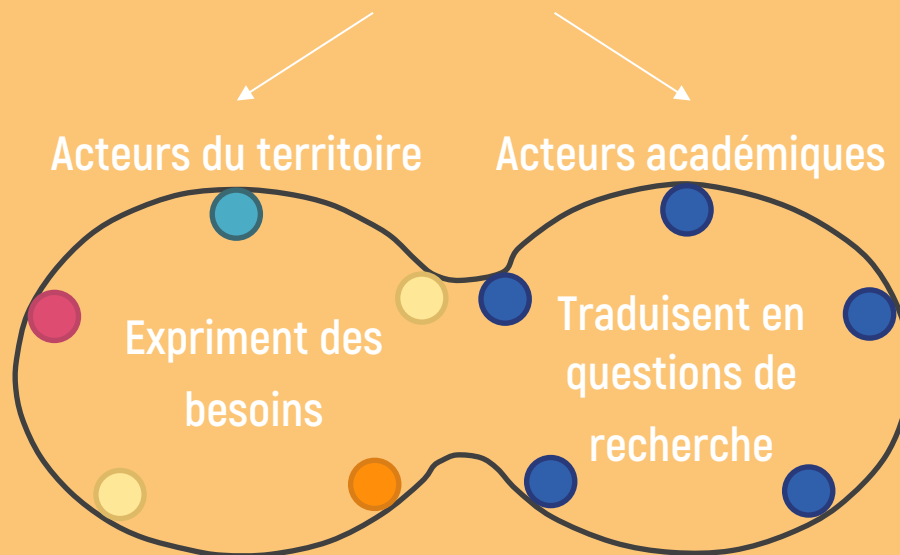 Acteurs du territoire
Acteurs académiques
Expriment des
besoins
Traduisent en
questions de
recherche